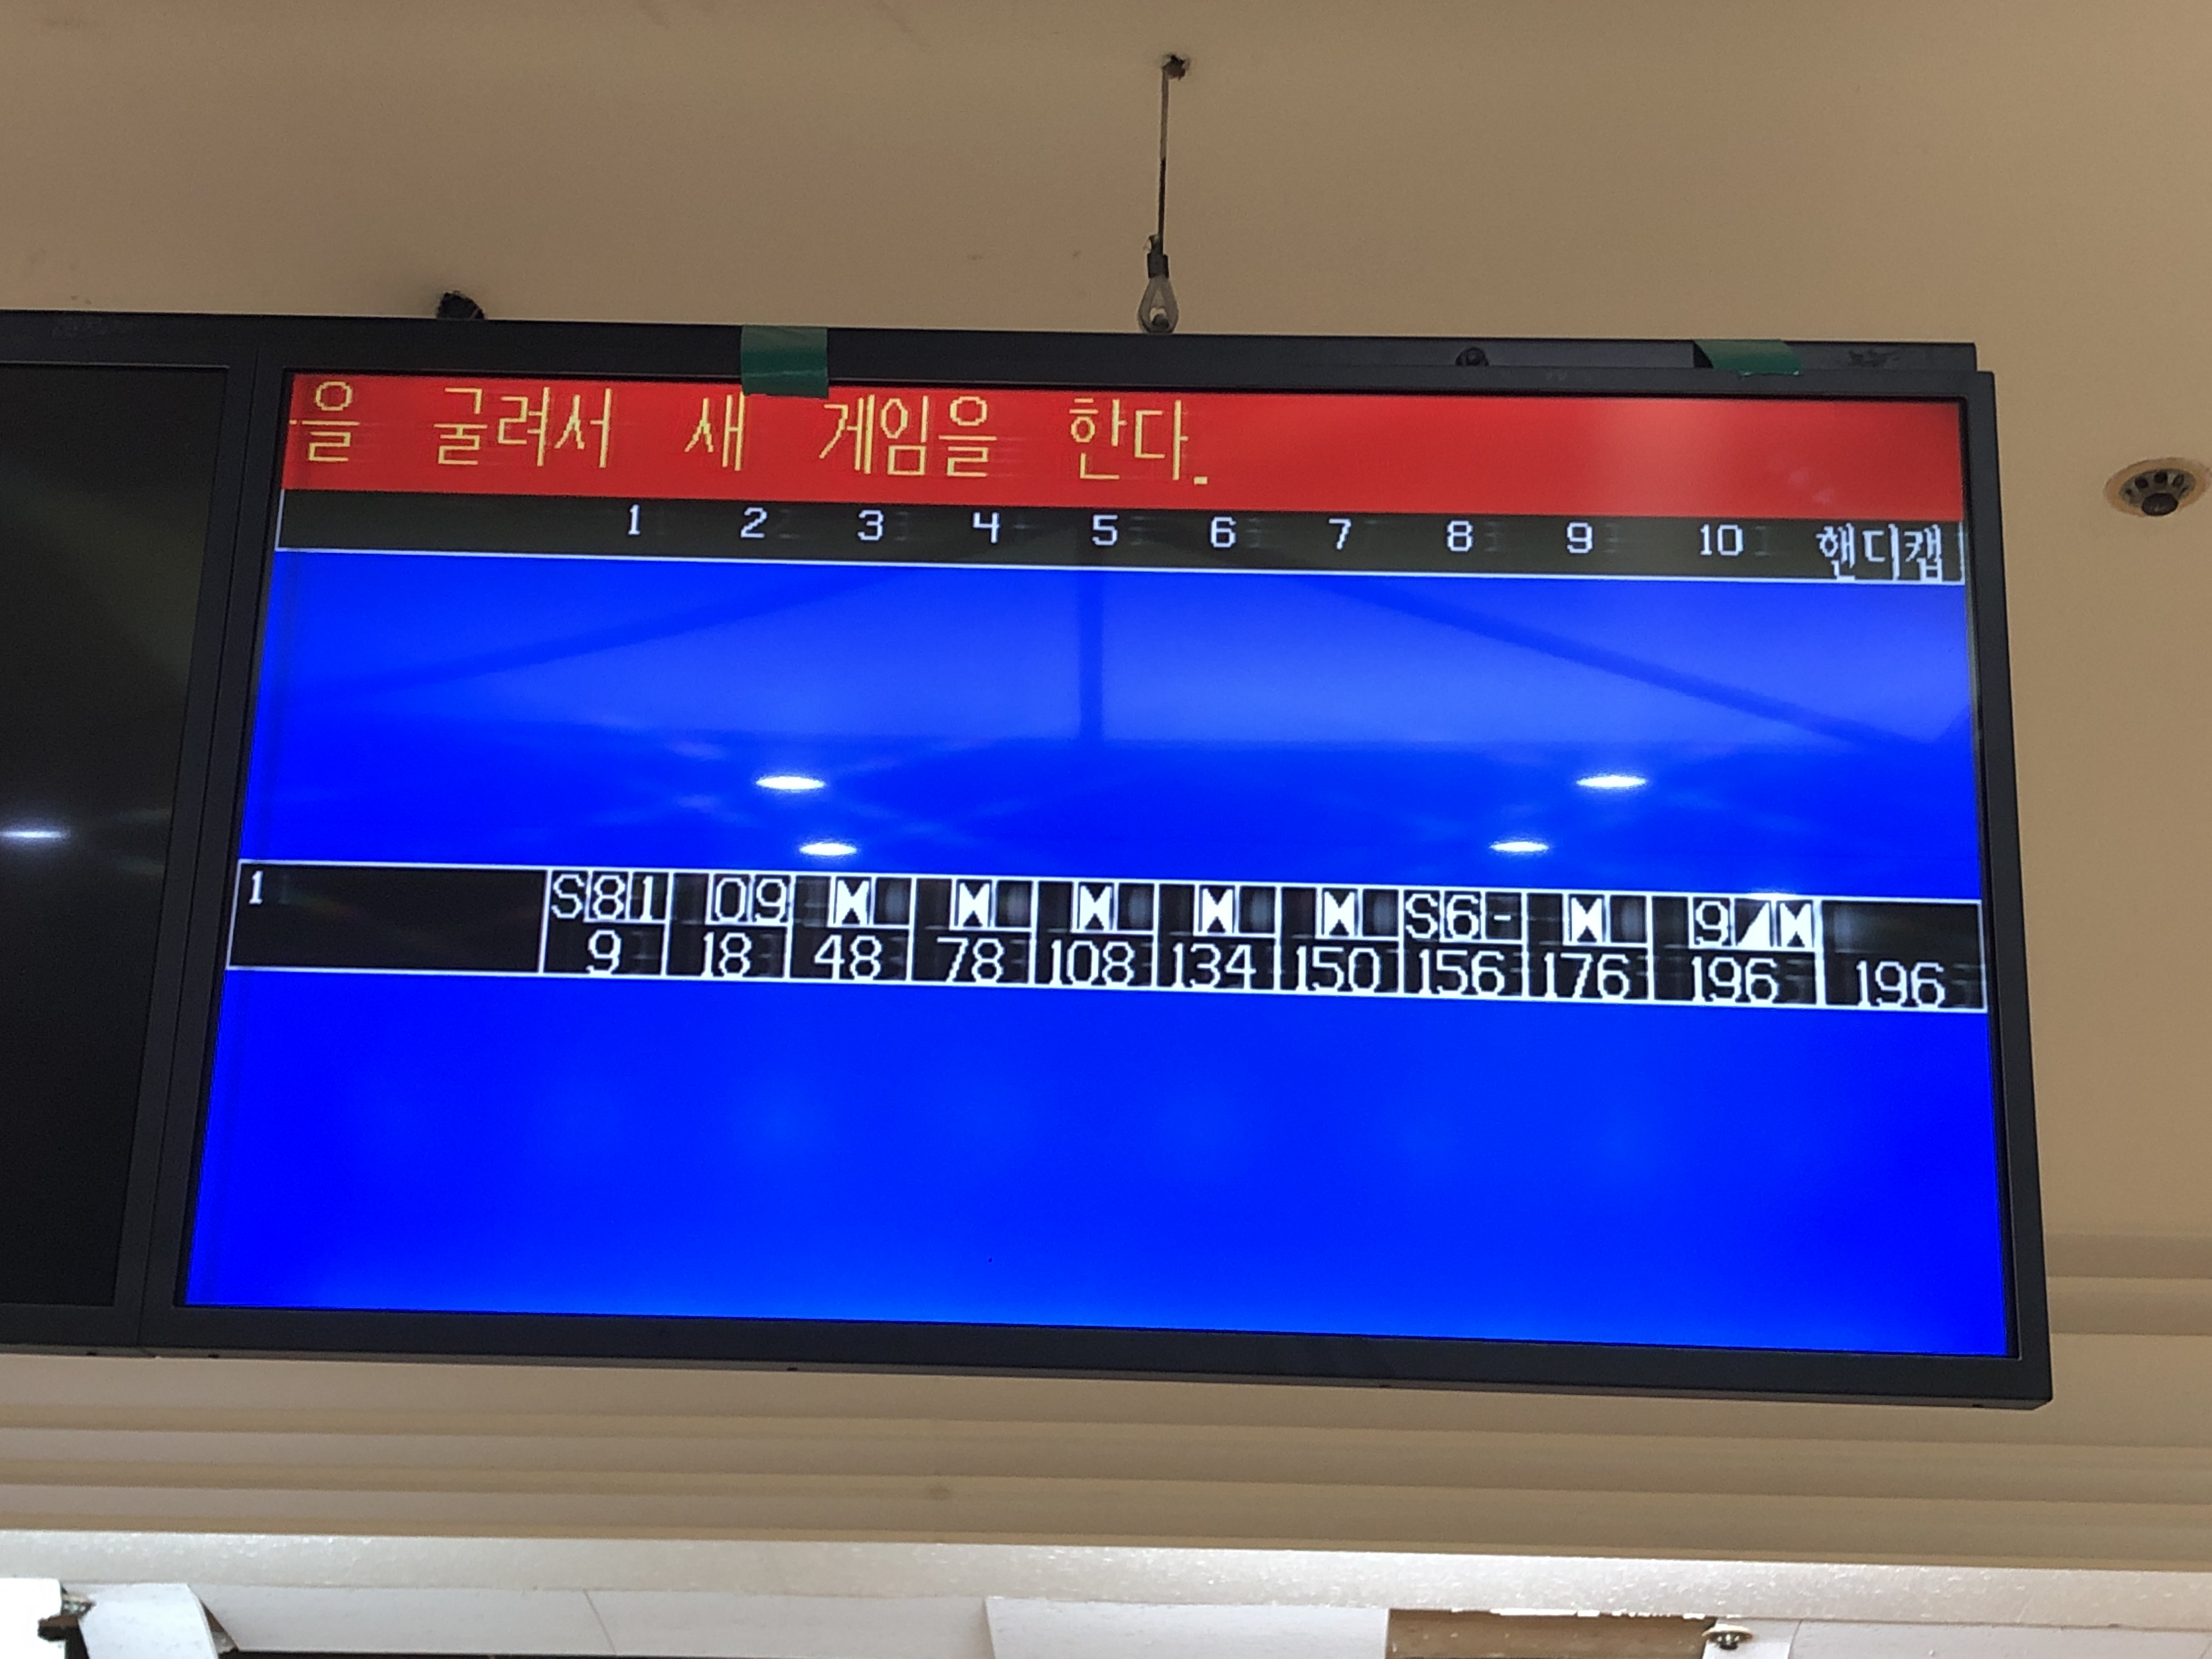 을 굴려서 새 게임을 한다.
1 2 3 4 5 6 7 8 9 10 핸디캡
1 S81 09 S6- 9
9 18 48 78 108 134 150 156 176 196 196